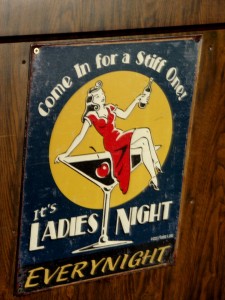 Come In for a Stiff One!
It's
LADIES NIGHT
EVERYNIGHT